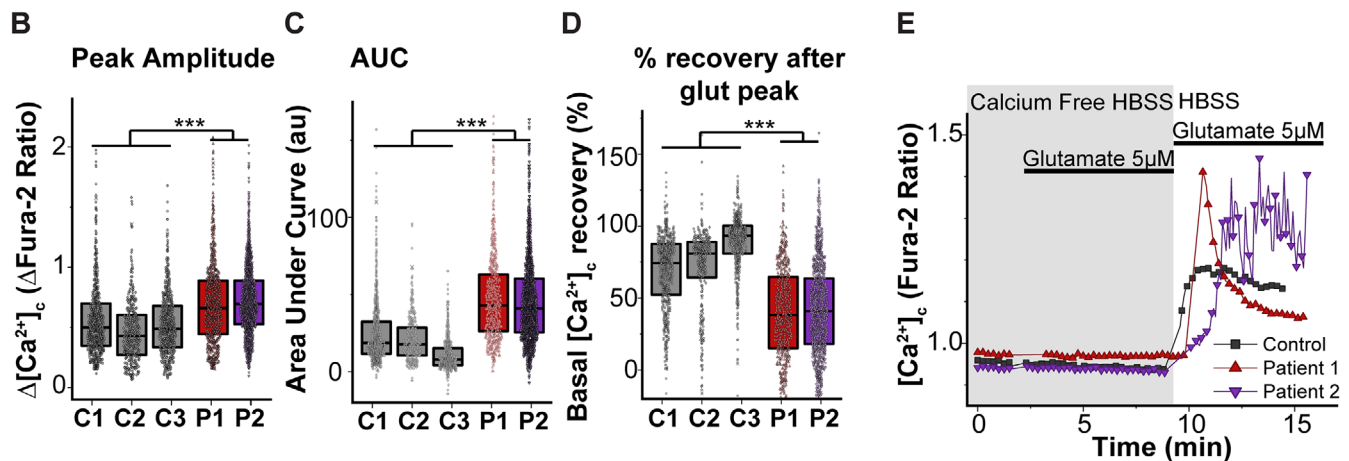 B
Peak Amplitude
Δ[Ca²⁺]c (ΔFura-2 Ratio)
2
1
0
***
C1 C2 C3 P1 P2
C
AUC
Area Under Curve (au)
100
0
***
C1 C2 C3 P1 P2
D
% recovery after
glut peak
Basal [Ca²⁺]c recovery (%)
150
100
50
0
***
C1 C2 C3 P1 P2
E
Calcium Free HBSS HBSS
Glutamate 5µM
Glutamate 5µM
[Ca²⁺]c (Fura-2 Ratio)
1.5
1.0
Control
Patient 1
Patient 2
0 5 10 15
Time (min)